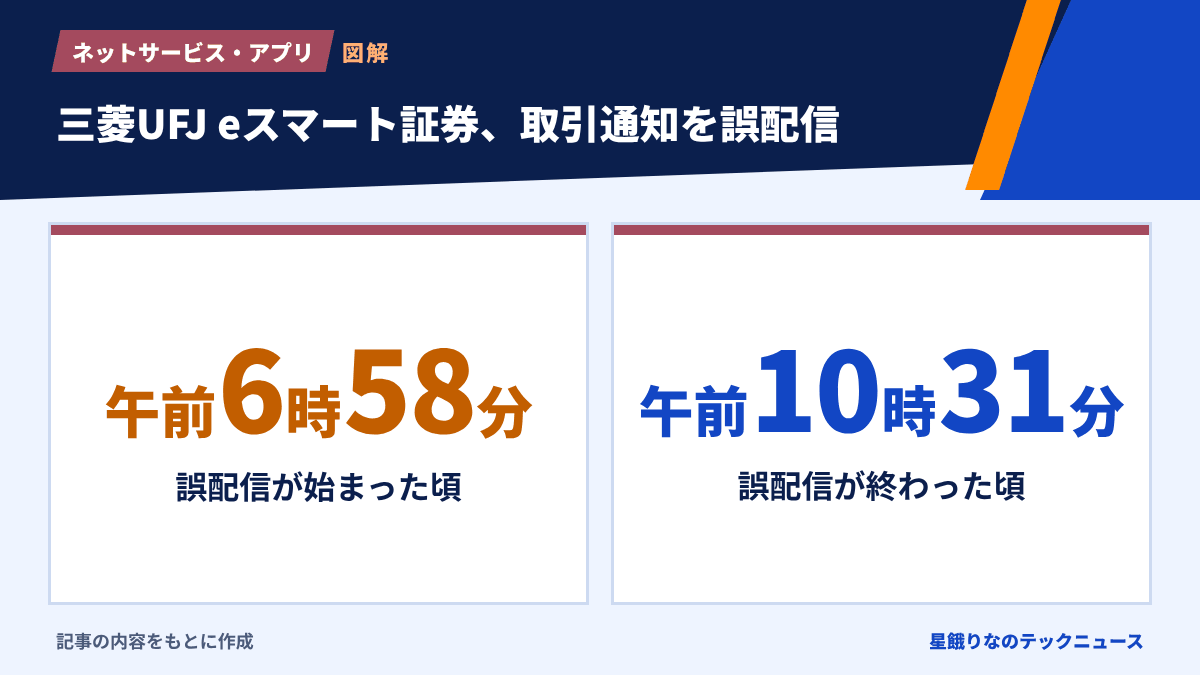 ネットサービス・アプリ 図解
三菱UFJ eスマート証券、取引通知を誤配信
午前6時58分
誤配信が始まった頃
午前10時31分
誤配信が終わった頃
記事の内容をもとに作成
星餓りなのテックニュース